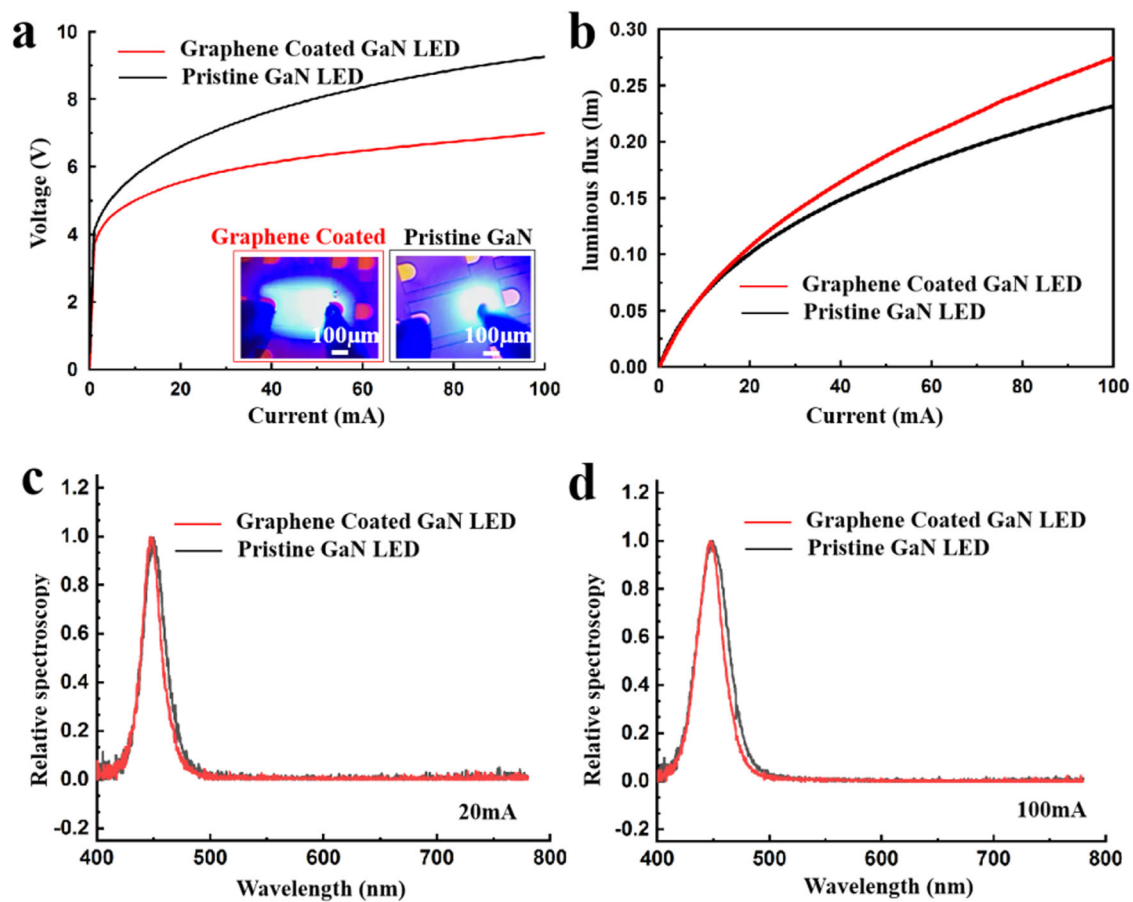 a
Graphene Coated GaN LED
Pristine GaN LED
Voltage (V)
10
8
6
4
2
0
Graphene Coated
Pristine GaN
100μm
100μm
0
20
40
60
80
100
Current (mA)
b
luminous flux (lm)
0.30
0.25
0.20
0.15
0.10
0.05
0.00
Graphene Coated GaN LED
Pristine GaN LED
0
20
40
60
80
100
Current (mA)
c
Graphene Coated GaN LED
Pristine GaN LED
Relative spectroscopy
1.2
1.0
0.8
0.6
0.4
0.2
0.0
-0.2
20mA
400
500
600
700
800
Wavelength (nm)
d
Graphene Coated GaN LED
Pristine GaN LED
Relative spectroscopy
1.2
1.0
0.8
0.6
0.4
0.2
0.0
-0.2
100mA
400
500
600
700
800
Wavelength (nm)